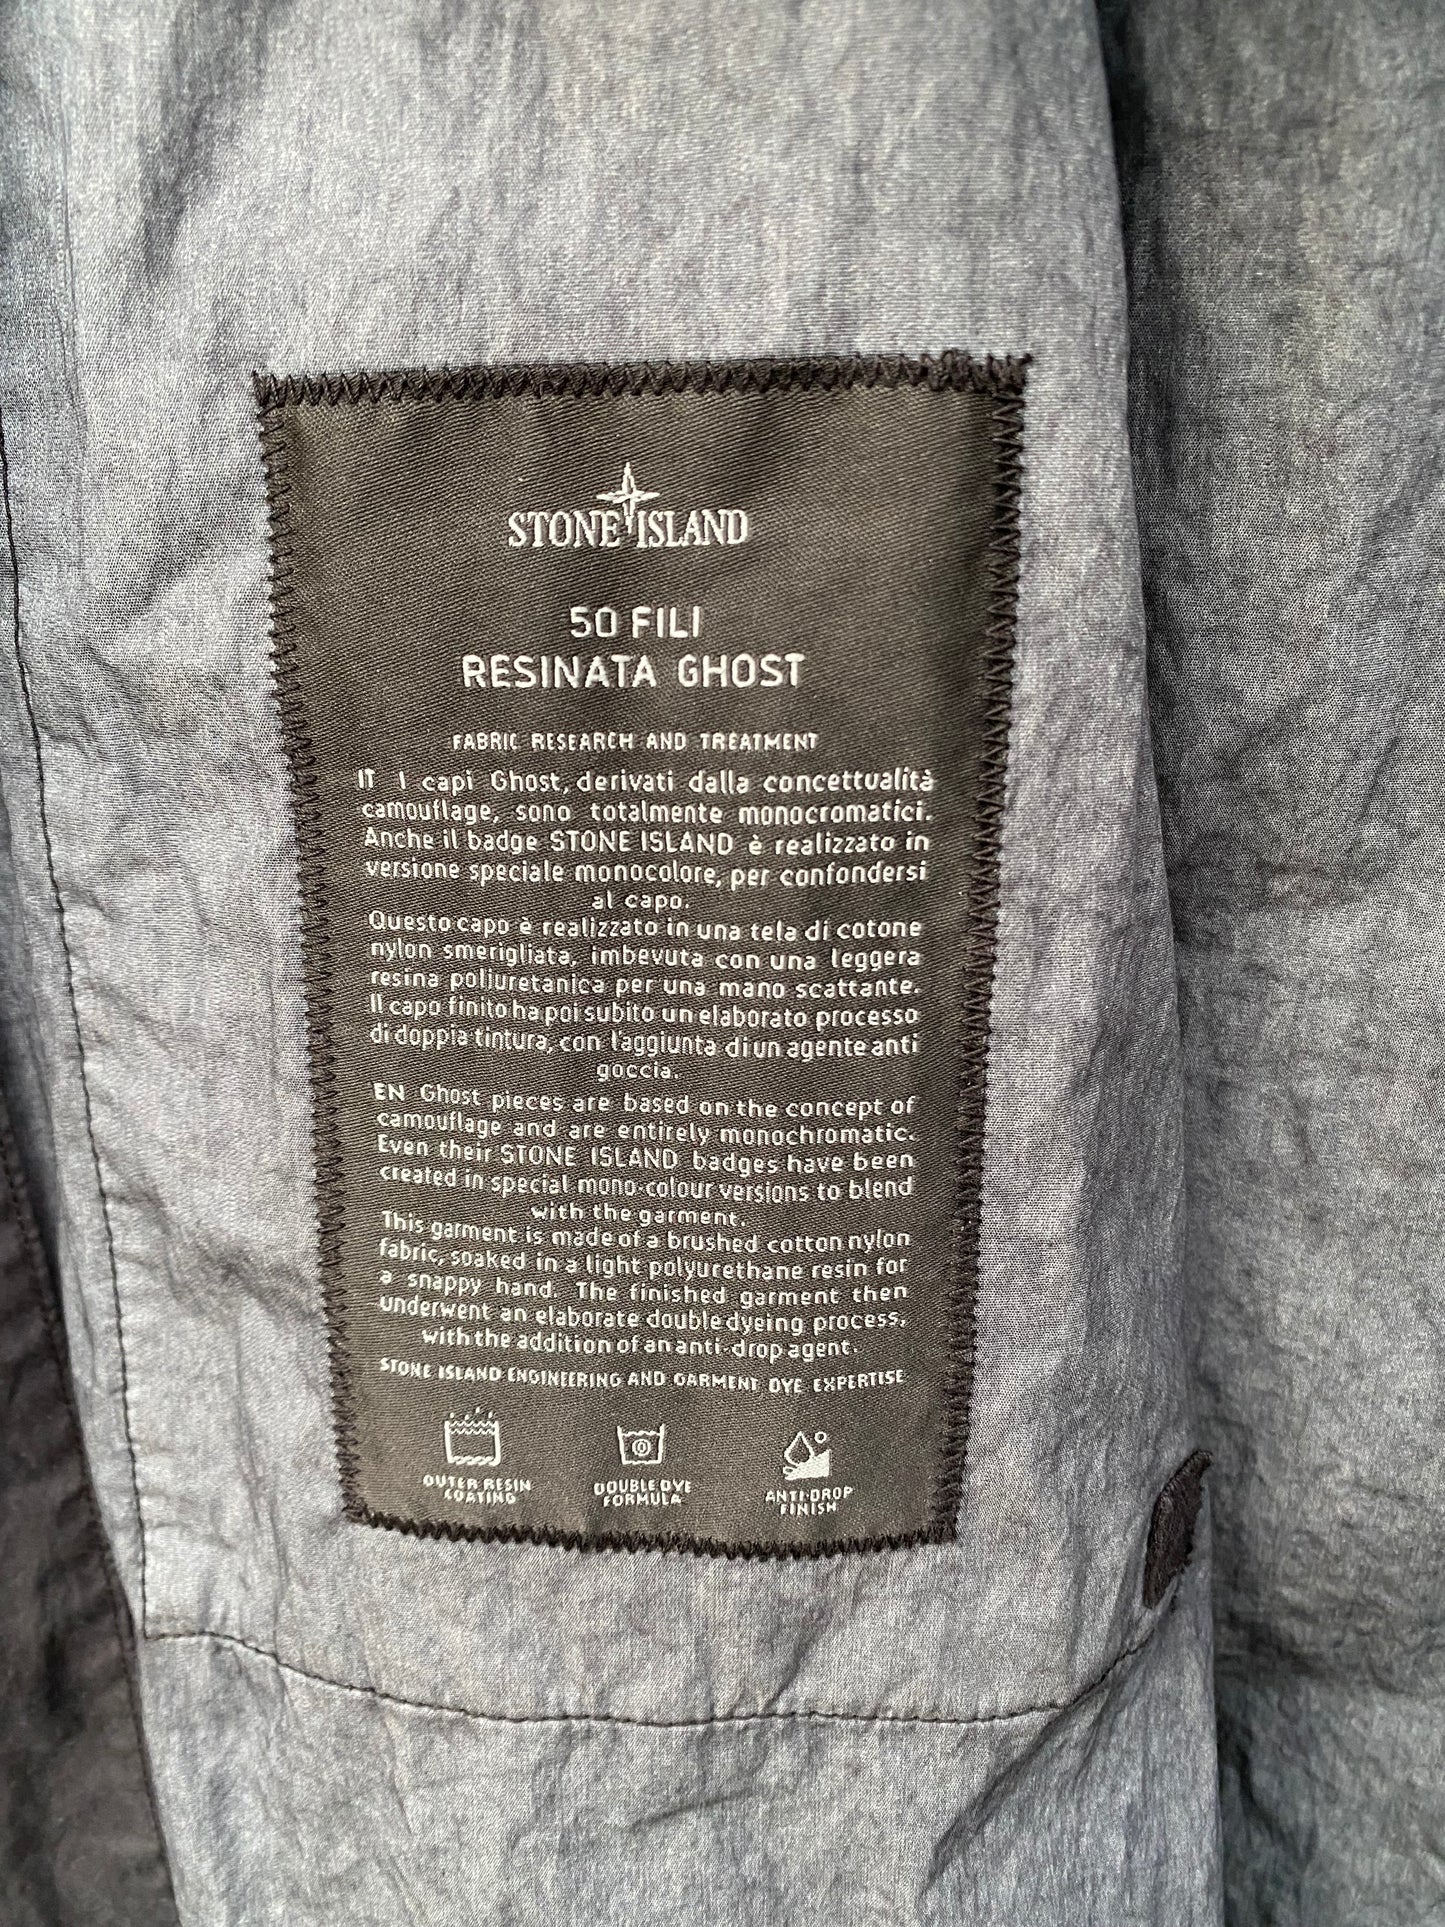 STONE ISLAND
50 FILI
RESINATA GHOST
FABRIC RESEARCH AND TREATMENT
IT I capi Ghost, derivati dalla concettualità
camouflage, sono totalmente monocromatici.
Anche il badge STONE ISLAND è realizzato in
versione speciale monocolore, per confondersi
al capo.
Questo capo è realizzato in una tela di cotone
nylon smerigliata, imbevuta con una leggera
resina poliuretanica per una mano scattante.
Il capo finito ha poi subito un elaborato processo
di doppia tintura, con l'aggiunta di un agente anti
goccia.
EN Ghost pieces are based on the concept of
camouflage and are entirely monochromatic.
Even their STONE ISLAND badges have been
created in special mono-colour versions to blend
with the garment.
This garment is made of a brushed cotton nylon
fabric, soaked in a light polyurethane resin for
a snappy hand. The finished garment then
underwent an elaborate double dyeing process,
with the addition of an anti-drop agent.
STONE ISLAND ENGINEERING AND GARMENT DYE EXPERTISE
OUTER RESIN
COATING
DOUBLE DYE
FORMULA
ANTI-DROP
FINISH